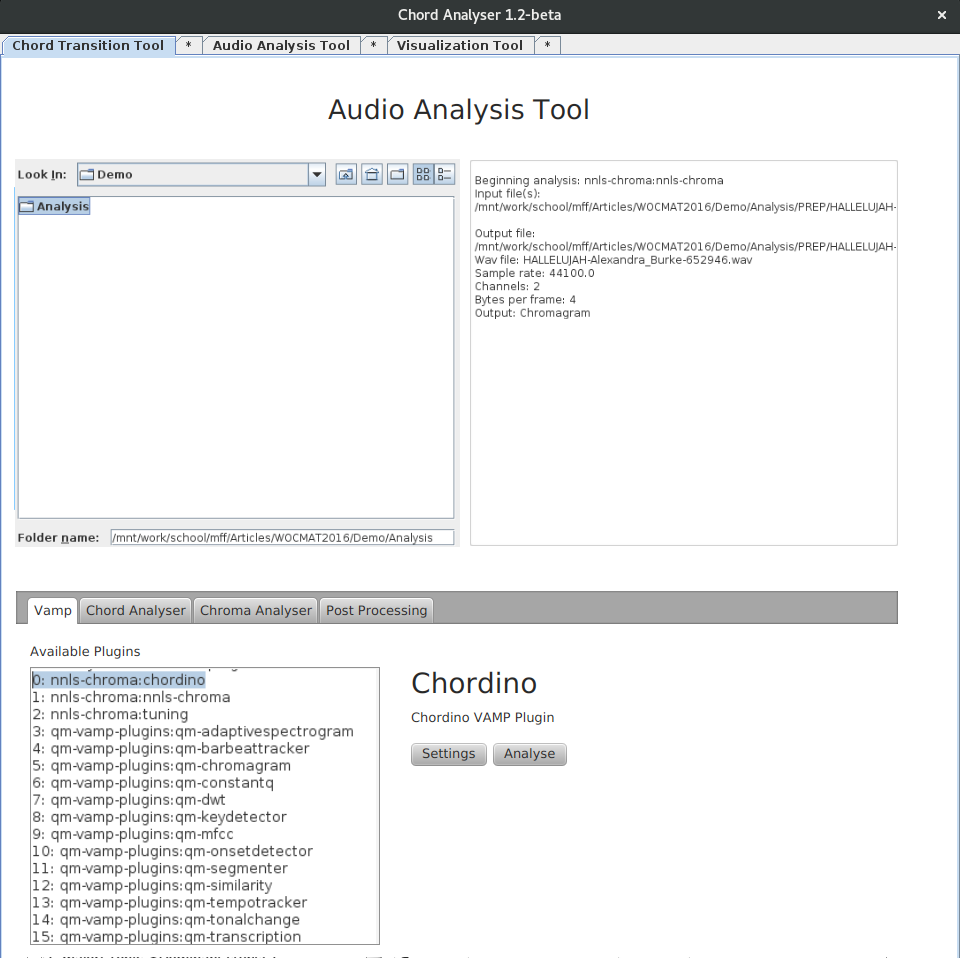 Chord Analyser 1.2-beta
×
Chord Transition Tool * Audio Analysis Tool * Visualization Tool *
Audio Analysis Tool
Look In: Demo
Analysis
Folder name: /mnt/work/school/mff/Articles/WOCMAT2016/Demo/Analysis
Beginning analysis: nnls-chroma:nnls-chroma
Input file(s):
/mnt/work/school/mff/Articles/WOCMAT2016/Demo/Analysis/PREP/HALLELUJAH-
Output file:
/mnt/work/school/mff/Articles/WOCMAT2016/Demo/Analysis/PREP/HALLELUJAH-
Wav file: HALLELUJAH-Alexandra_Burke-652946.wav
Sample rate: 44100.0
Channels: 2
Bytes per frame: 4
Output: Chromagram
Vamp Chord Analyser Chroma Analyser Post Processing
Available Plugins
0: nnls-chroma:chordino
1: nnls-chroma:nnls-chroma
2: nnls-chroma:tuning
3: qm-vamp-plugins:qm-adaptivespectrogram
4: qm-vamp-plugins:qm-barbeattracker
5: qm-vamp-plugins:qm-chromagram
6: qm-vamp-plugins:qm-constantq
7: qm-vamp-plugins:qm-dwt
8: qm-vamp-plugins:qm-keydetector
9: qm-vamp-plugins:qm-mfcc
10: qm-vamp-plugins:qm-onsetdetector
11: qm-vamp-plugins:qm-segmenter
12: qm-vamp-plugins:qm-similarity
13: qm-vamp-plugins:qm-tempotracker
14: qm-vamp-plugins:qm-tonalchange
15: qm-vamp-plugins:qm-transcription
Chordino
Chordino VAMP Plugin
Settings Analyse